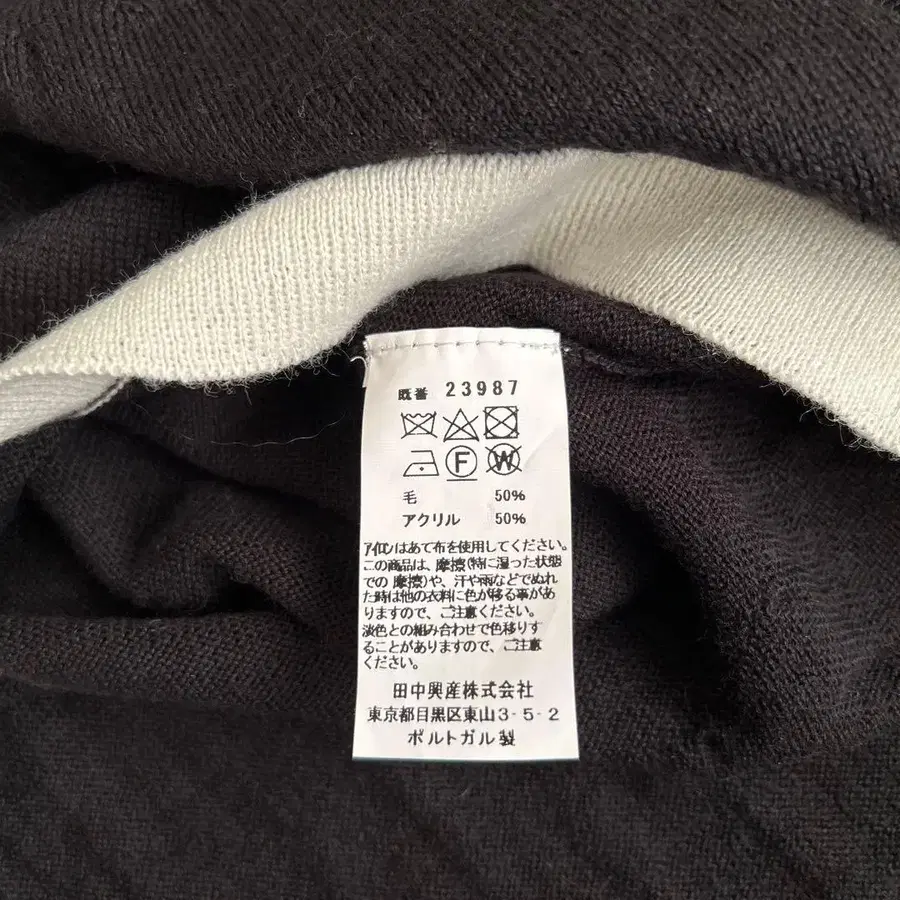 既番 23987
F W
毛 50%
アクリル 50%
アイロンはあて布を使用してください。
この商品は、摩擦(特に湿った状態
での 摩擦)や、汗や雨などでぬれ
た時は他の衣料に色が移る事があ
りますので、ご注意ください。
淡色との組み合わせで色移りす
ることがありますので、ご注意
ください。
田中興産株式会社
東京都目黒区東山3-5-2
ポルトガル製